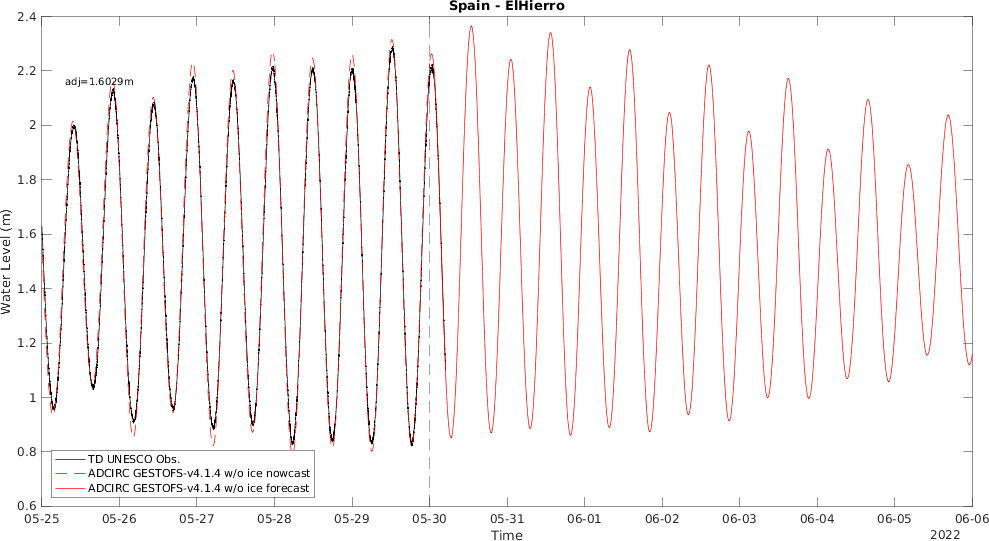 Spain - ElHierro
2.4
2.2
2
1.8
1.6
1.4
1.2
1
0.8
0.6
Water Level (m)
adj=1.6029m
TD UNESCO Obs.
ADCIRC GESTOFS-v4.1.4 w/o ice nowcast
ADCIRC GESTOFS-v4.1.4 w/o ice forecast
05-25 05-26 05-27 05-28 05-29 05-30 05-31 06-01 06-02 06-03 06-04 06-05 06-06
Time
2022